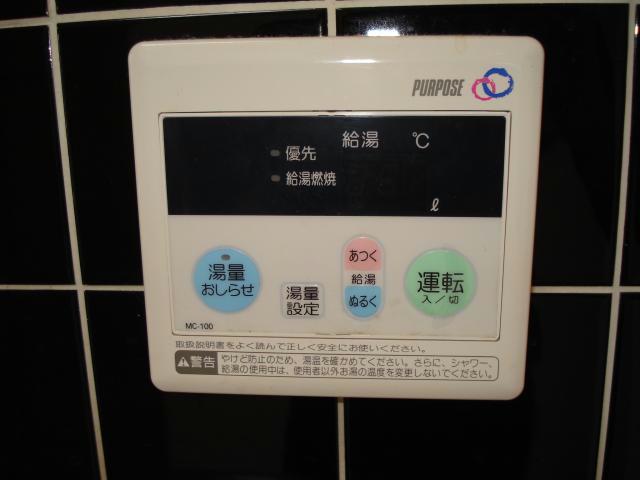 PURPOSE
給湯 ℃
優先
給湯燃焼
ℓ
湯量
おしらせ
湯量
設定
あつく
給湯
ぬるく
運転
入／切
MC-100
取扱説明書をよく読んで正しく安全にお使いください。
警告 やけど防止のため、湯温を確かめてください。さらに、シャワー、
給湯の使用中は、使用者以外お湯の温度を変更しないでください。